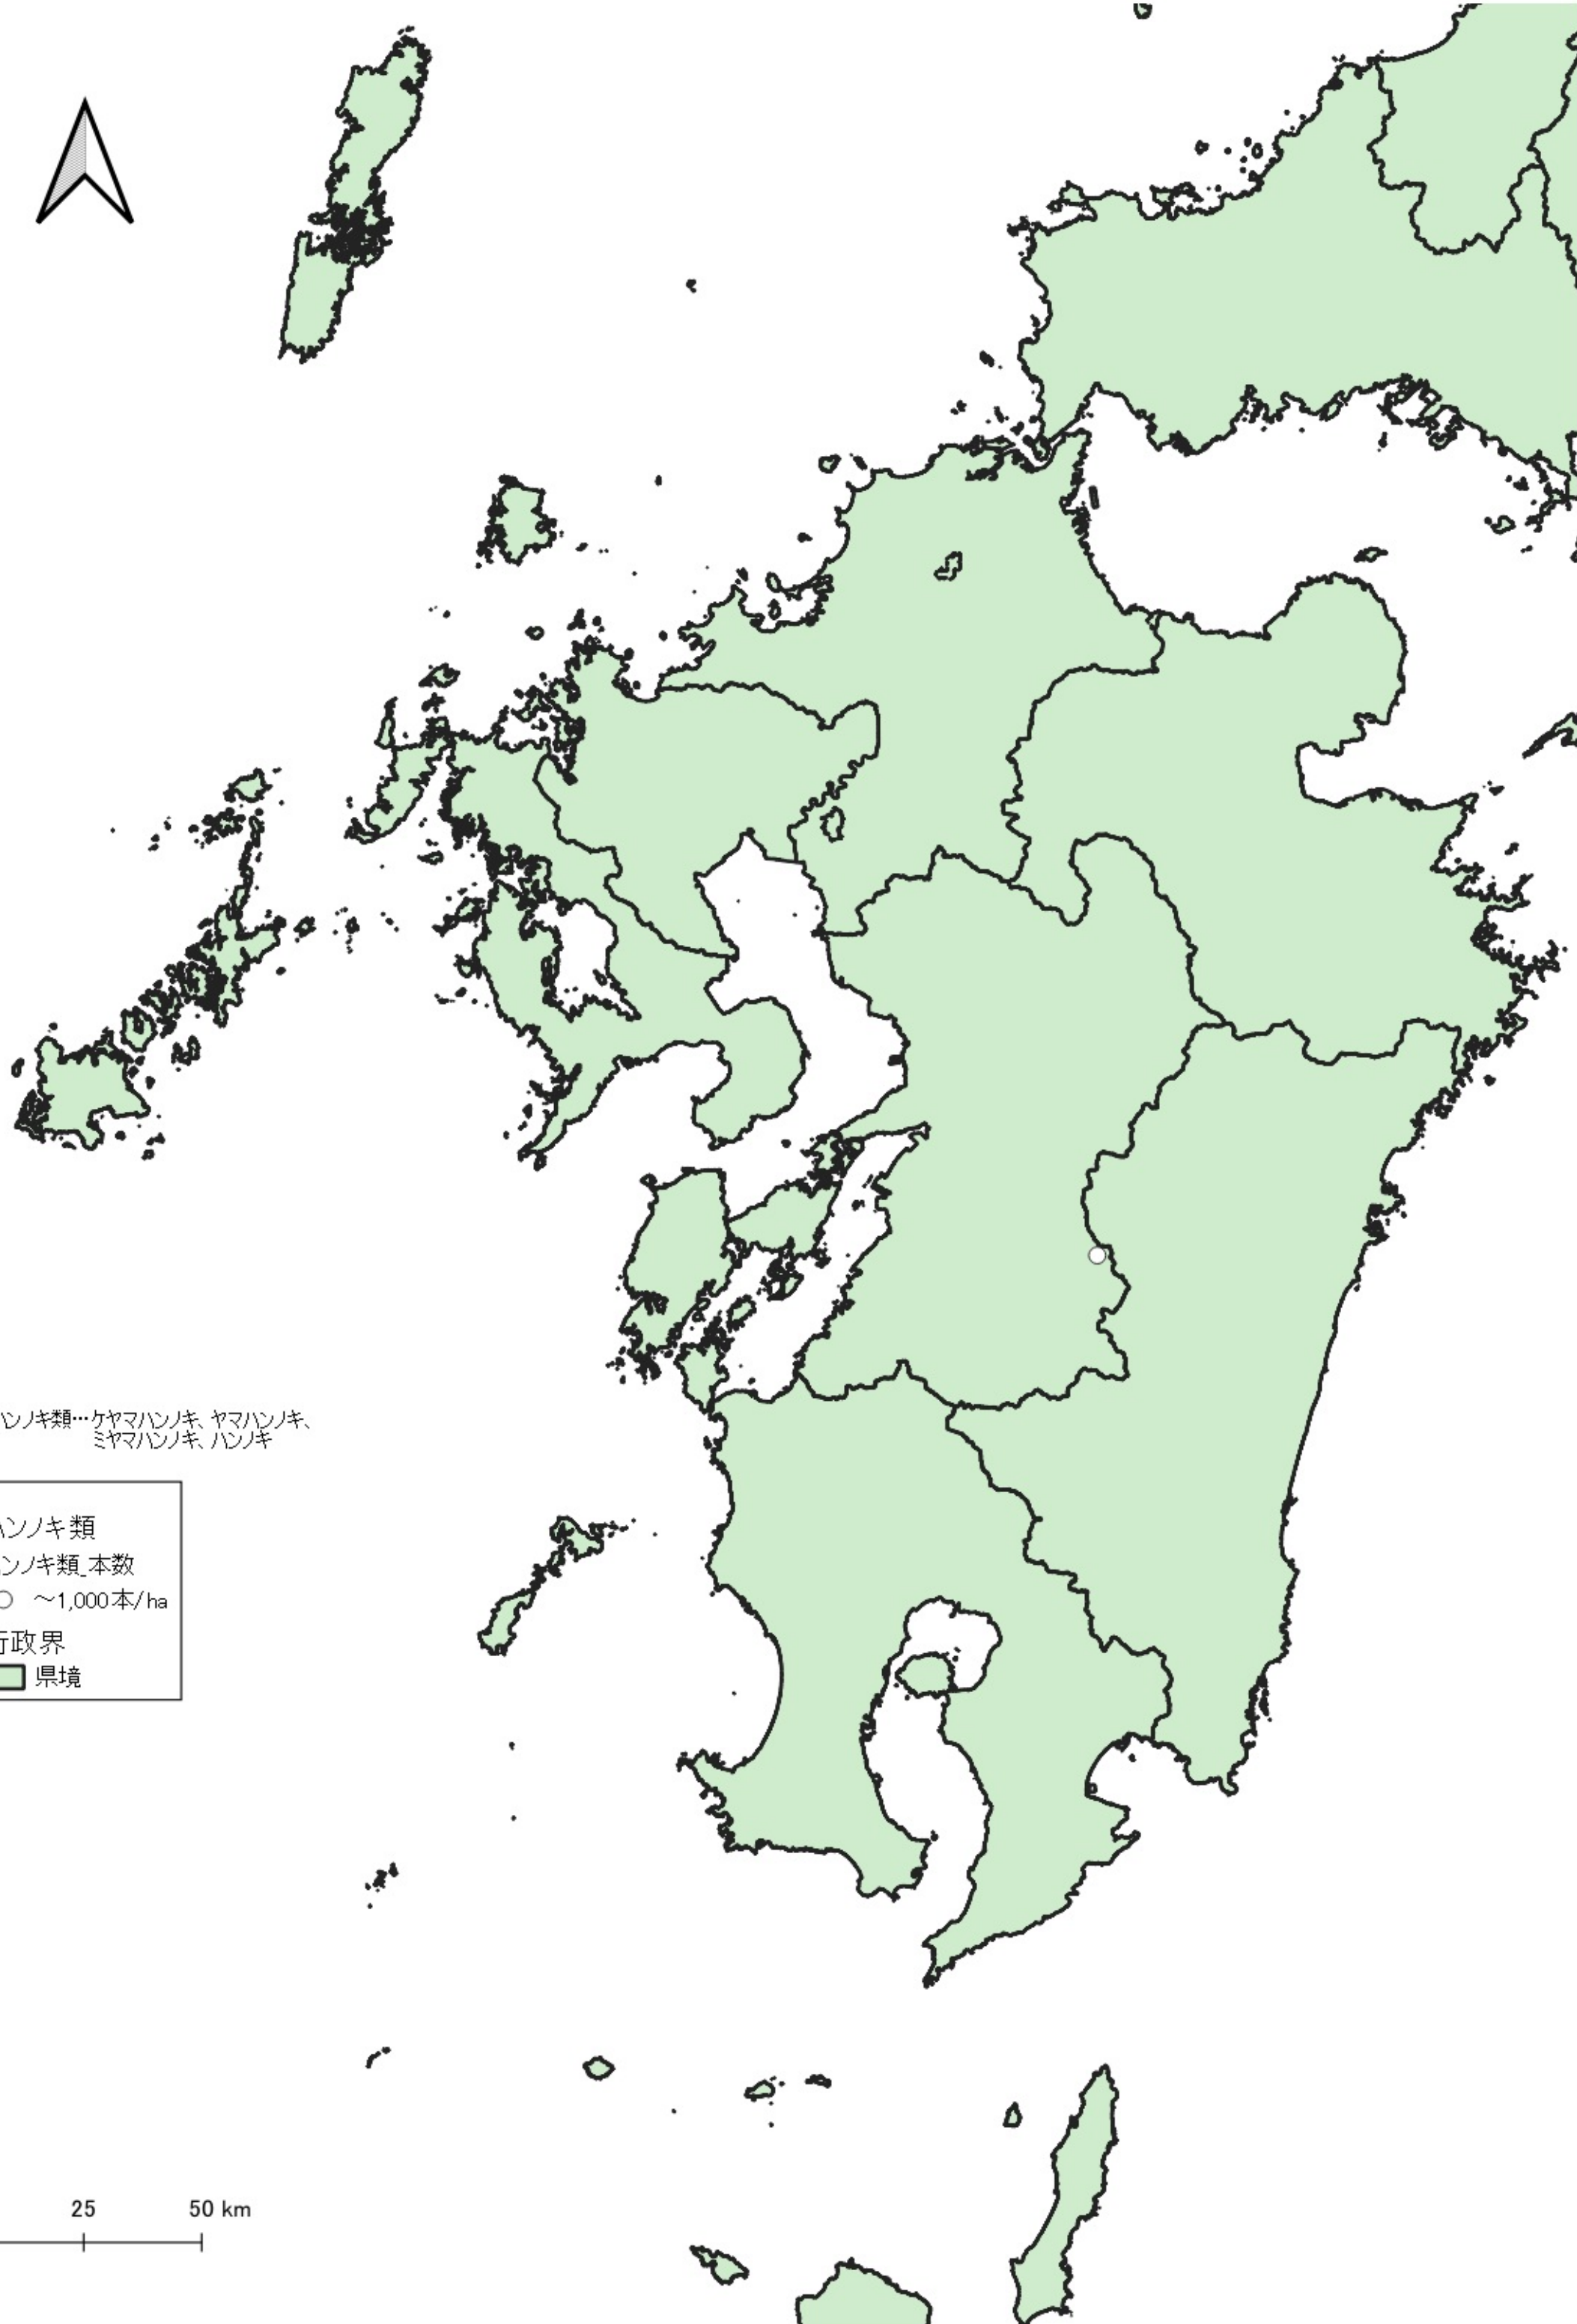 ハンノキ類…ケヤマハンノキ、ヤマハンノキ、
ミヤマハンノキ、ハンノキ
ハンノキ類
ンノキ類_本数
○ ～1,000本/ha
行政界
県境
25 50 km